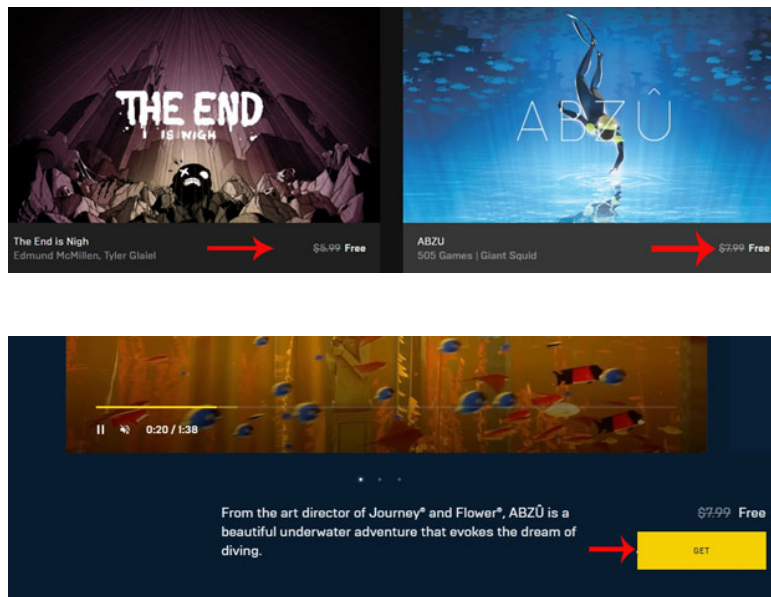 THE END
IS NIGH
ABZÛ
The End is Nigh
Edmund McMillen, Tyler Glaiel
$5.99 Free
ABZU
505 Games | Giant Squid
$7.99 Free
0:20 / 1:38
From the art director of Journey® and Flower®, ABZÛ is a
beautiful underwater adventure that evokes the dream of
diving.
$7.99 Free
GET